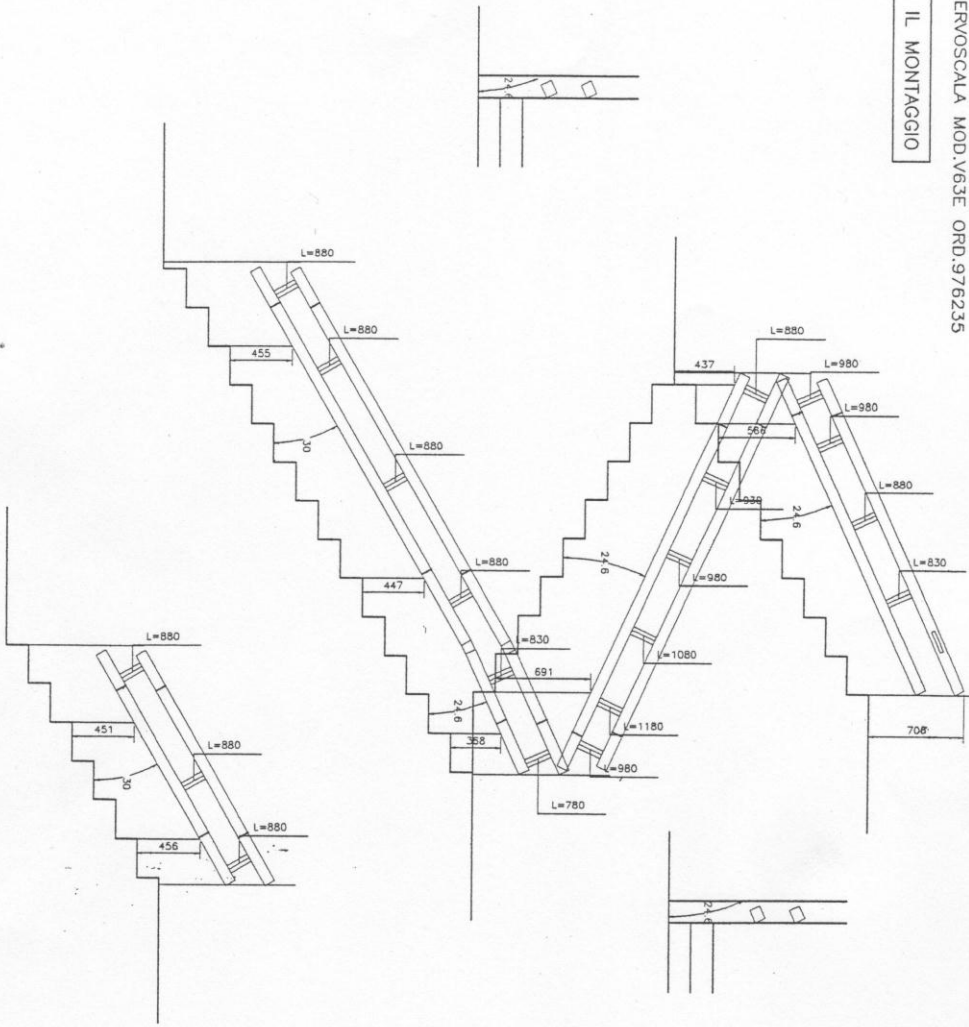 ERVOSCALA MOD.V63E ORD.976235
IL MONTAGGIO
24.6
L=880
455
L=880
30
L=880
447
L=880
L=830
691
24.6
368
L=780
L=880
437
L=980
L=980
566
L=930
24.6
L=880
24.6
L=980
L=830
L=1080
L=1180
L=980
708
L=880
451
L=880
30
L=880
456
24.6